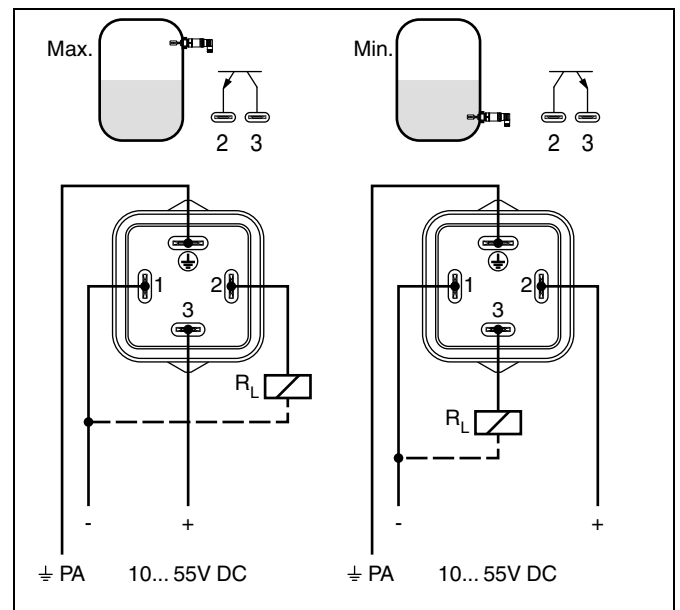 Max.
2 3
1
2
3
R_L
- +
⏚ PA 10... 55V DC
Min.
2 3
1
2
3
R_L
- +
⏚ PA 10... 55V DC